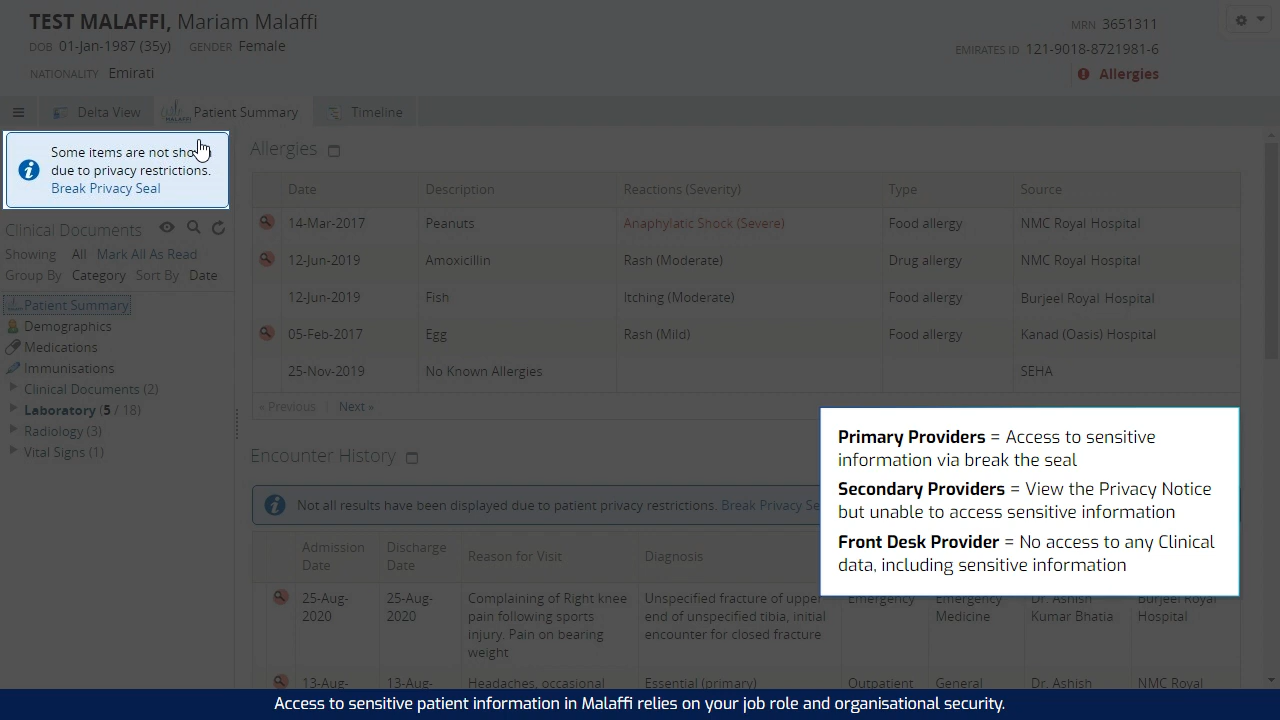 TEST MALAFFI, Mariam Malaffi
DOB 01-Jan-1987 (35y) GENDER Female
NATIONALITY Emirati
MRN 3651311
EMIRATES ID 121-9018-8721981-6
Allergies
Delta View
Patient Summary
Timeline
Some items are not shown
due to privacy restrictions.
Break Privacy Seal
Clinical Documents
Showing All Mark All As Read
Group By Category Sort By Date
Patient Summary
Demographics
Medications
Immunisations
Clinical Documents (2)
Laboratory (5 / 18)
Radiology (3)
Vital Signs (1)
Allergies
Date Description Reactions (Severity) Type Source
14-Mar-2017 Peanuts Anaphylatic Shock (Severe) Food allergy NMC Royal Hospital
12-Jun-2019 Amoxicillin Rash (Moderate) Drug allergy NMC Royal Hospital
12-Jun-2019 Fish Itching (Moderate) Food allergy Burjeel Royal Hospital
05-Feb-2017 Egg Rash (Mild) Food allergy Kanad (Oasis) Hospital
25-Nov-2019 No Known Allergies SEHA
« Previous Next »
Encounter History
Not all results have been displayed due to patient privacy restrictions. Break Privacy Se
Admission Date Discharge Date Reason for Visit Diagnosis
25-Aug-2020 25-Aug-2020 Complaining of Right knee pain following sports injury. Pain on bearing weight Unspecified fracture of upper end of unspecified tibia, initial encounter for closed fracture Emergency Emergency Medicine Dr. Ashish Kumar Bhatia Burjeel Royal Hospital
13-Aug- 13-Aug- Headaches, occasional Essential (primary) Outpatient General Dr. Ashish NMC Royal
Primary Providers = Access to sensitive
information via break the seal
Secondary Providers = View the Privacy Notice
but unable to access sensitive information
Front Desk Provider = No access to any Clinical
data, including sensitive information
Access to sensitive patient information in Malaffi relies on your job role and organisational security.